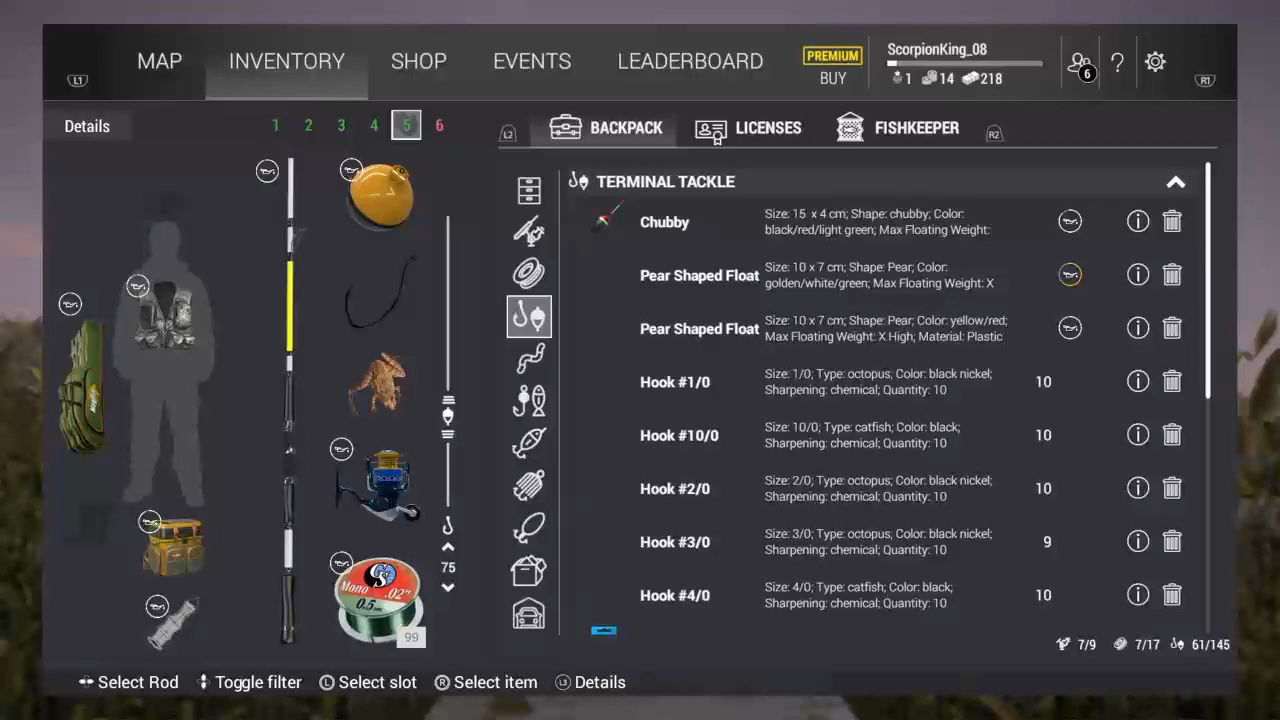 MAP
INVENTORY
SHOP
EVENTS
LEADERBOARD
PREMIUM
BUY
ScorpionKing_08
1 14 218
6
?
L1
R1
Details
1 2 3 4 5 6
L2
BACKPACK
LICENSES
FISHKEEPER
R2
TERMINAL TACKLE
Chubby
Size: 15 x 4 cm; Shape: chubby; Color:
black/red/light green; Max Floating Weight:
Pear Shaped Float
Size: 10 x 7 cm; Shape: Pear; Color:
golden/white/green; Max Floating Weight: X
Pear Shaped Float
Size: 10 x 7 cm; Shape: Pear; Color: yellow/red;
Max Floating Weight: X High; Material: Plastic
Hook #1/0
Size: 1/0; Type: octopus; Color: black nickel;
Sharpening: chemical; Quantity: 10
10
Hook #10/0
Size: 10/0; Type: catfish; Color: black;
Sharpening: chemical; Quantity: 10
10
Hook #2/0
Size: 2/0; Type: octopus; Color: black nickel;
Sharpening: chemical; Quantity: 10
10
Hook #3/0
Size: 3/0; Type: octopus; Color: black nickel;
Sharpening: chemical; Quantity: 10
9
Hook #4/0
Size: 4/0; Type: catfish; Color: black;
Sharpening: chemical; Quantity: 10
10
75
S
Mono .02"
0.5mm
99
7/9 7/17 61/145
Select Rod
Toggle filter
L Select slot
R Select item
L3 Details